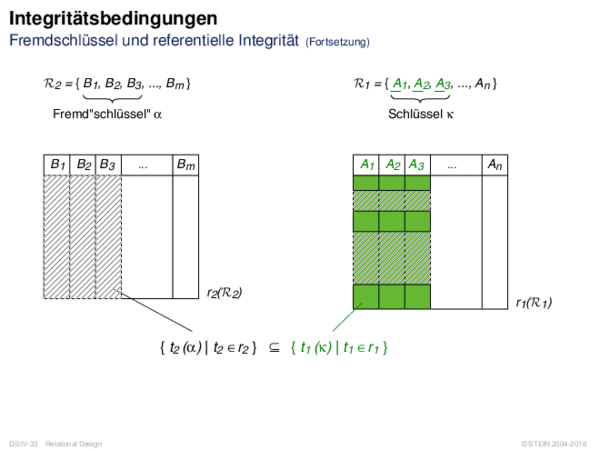 Integritätsbedingungen
Fremdschlüssel und referentielle Integrität (Fortsetzung)
R2 = { B1, B2, B3, ..., Bm }
Fremd"schlüssel" α
R1 = { A1, A2, A3, ..., An }
Schlüssel κ
B1 B2 B3 ... Bm
r2(R2)
A1 A2 A3 ... An
r1(R1)
{ t2 (α) | t2 ∈ r2 } ⊆ { t1 (κ) | t1 ∈ r1 }
DB:IV-33 Relational Design
© STEIN 2004-2018